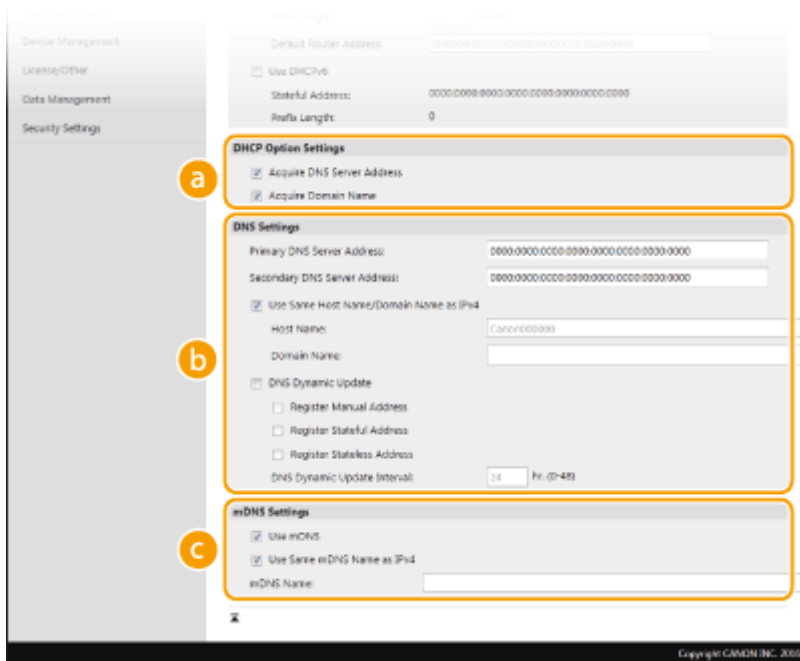 Device Management
Default Router Address:
License/Other
Use DHCPv6
Data Management
Stateful Address: 0000:0000:0000:0000:0000:0000:0000:0000
Prefix Length: 0
Security Settings
DHCP Option Settings
a
Acquire DNS Server Address
Acquire Domain Name
DNS Settings
Primary DNS Server Address: 0000:0000:0000:0000:0000:0000:0000:0000
Secondary DNS Server Address: 0000:0000:0000:0000:0000:0000:0000:0000
Use Same Host Name/Domain Name as IPv4
Host Name: Canon000000
b
Domain Name:
DNS Dynamic Update
Register Manual Address
Register Stateful Address
Register Stateless Address
DNS Dynamic Update Interval: 24 hr. (0-48)
mDNS Settings
Use mDNS
c
Use Same mDNS Name as IPv4
mDNS Name:
Copyright CANON INC. 2016